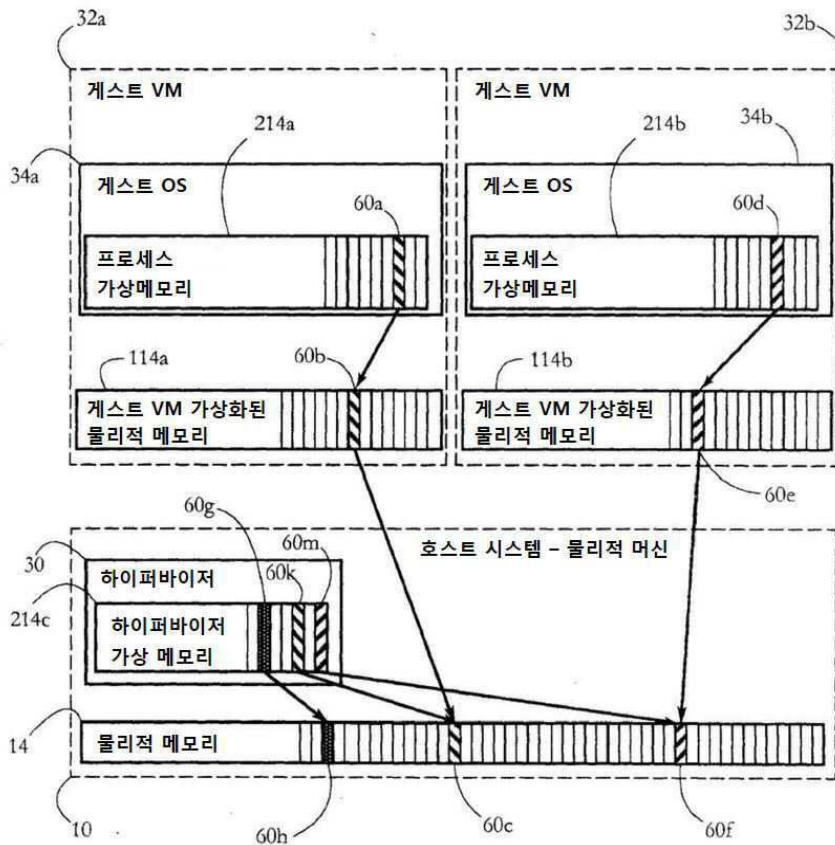 32a
32b
게스트 VM
게스트 VM
214a
214b
34b
34a
게스트 OS
게스트 OS
60a
60d
프로세스
가상메모리
프로세스
가상메모리
114a
60b
114b
게스트 VM 가상화된
물리적 메모리
게스트 VM 가상화된
물리적 메모리
60g
60e
60m
호스트 시스템 – 물리적 머신
30
하이퍼바이저
60k
214c
하이퍼바이저
가상 메모리
14
물리적 메모리
10
60h
60c
60f